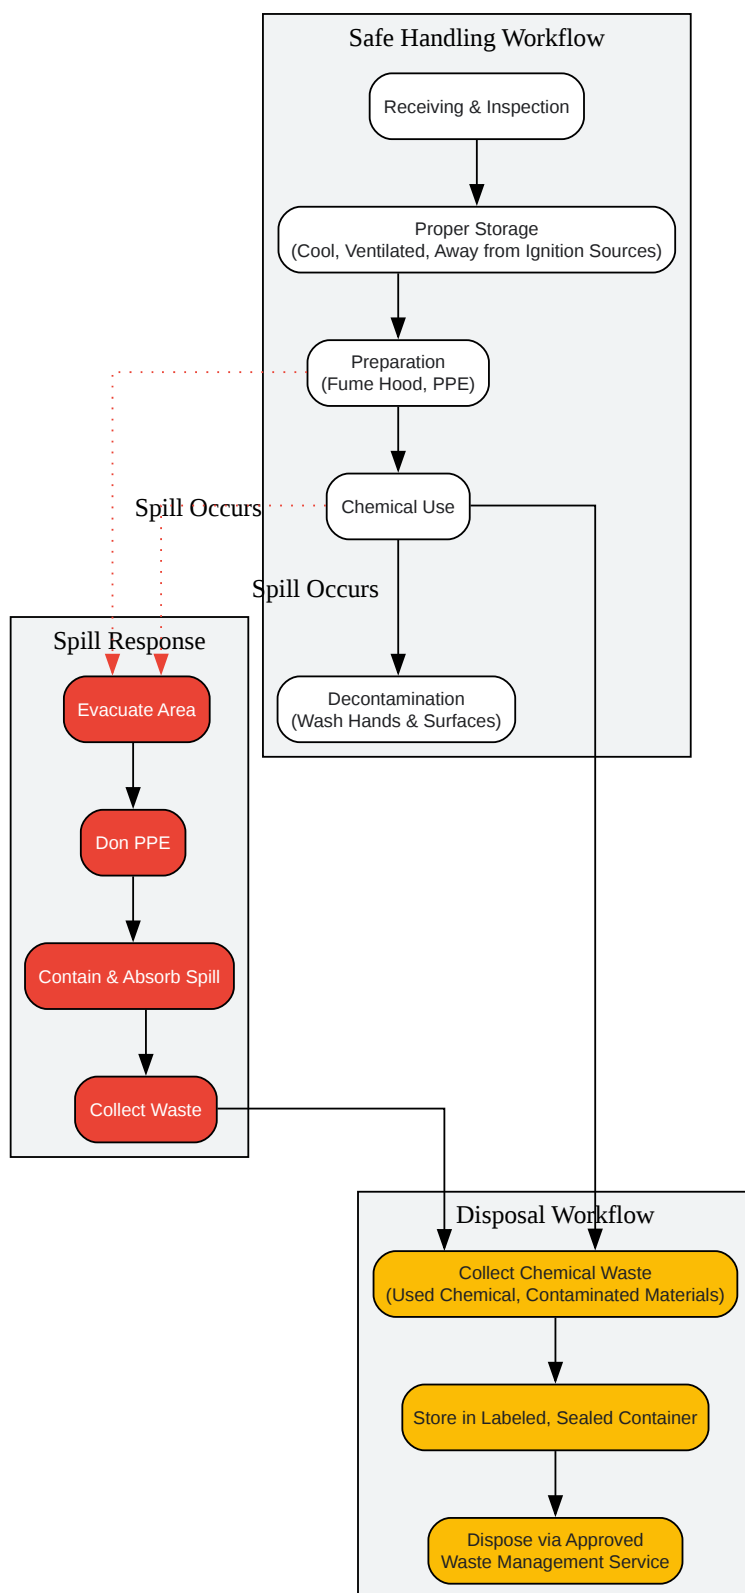 Safe Handling Workflow
Receiving & Inspection
Proper Storage
(Cool, Ventilated, Away from Ignition Sources)
Preparation
(Fume Hood, PPE)
Chemical Use
Spill Occurs
Spill Occurs
Decontamination
(Wash Hands & Surfaces)
Spill Response
Evacuate Area
Don PPE
Contain & Absorb Spill
Collect Waste
Disposal Workflow
Collect Chemical Waste
(Used Chemical, Contaminated Materials)
Store in Labeled, Sealed Container
Dispose via Approved
Waste Management Service